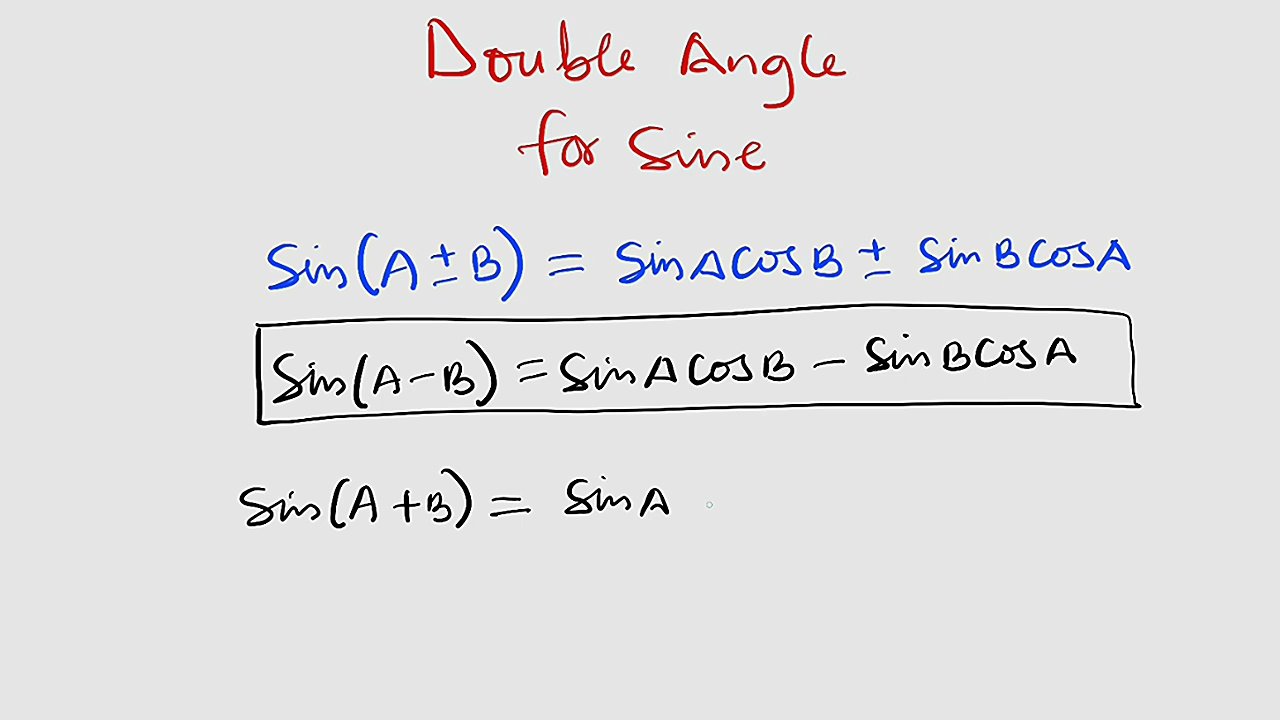 Double Angle
for Sine
Sin(A ± B) = SinA cosB ± SinB cosA
Sin(A - B) = SinA cosB - SinB cosA
Sin(A + B) = SinA